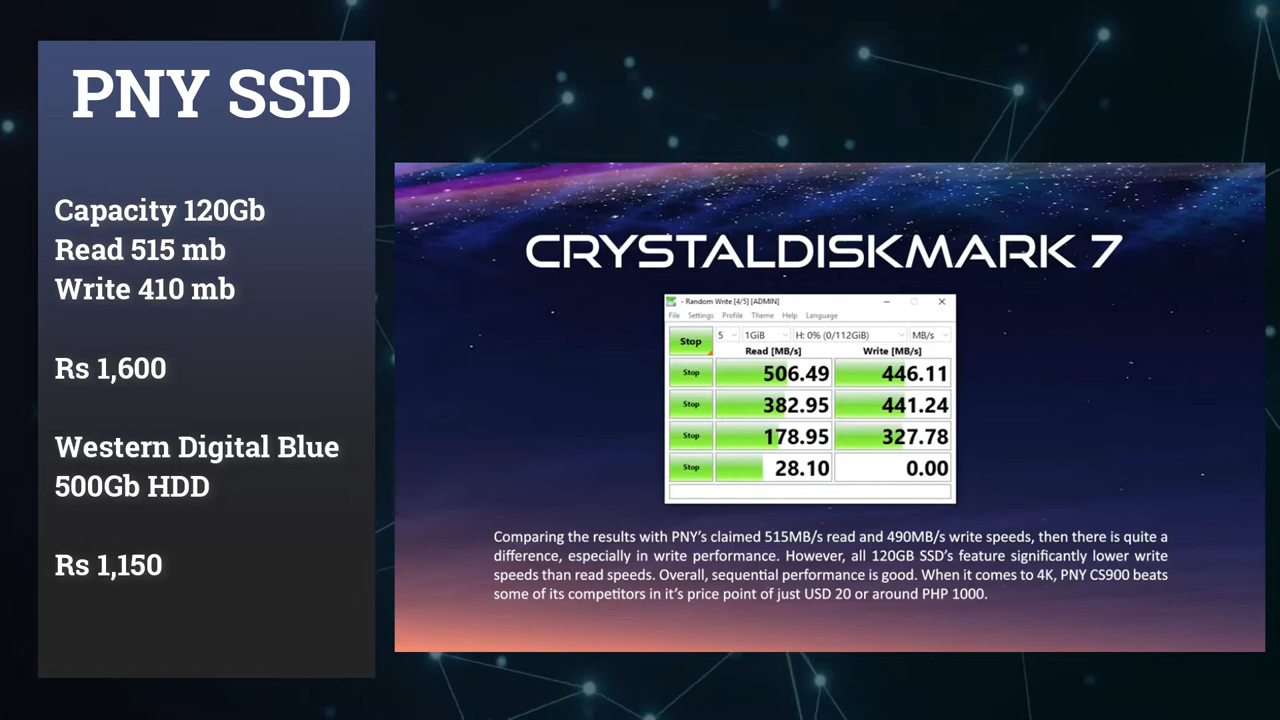 PNY SSD
Capacity 120Gb
Read 515 mb
Write 410 mb
Rs 1,600
Western Digital Blue
500Gb HDD
Rs 1,150
CRYSTALDISKMARK 7
- Random Write [4/5] [ADMIN]
File Settings Profile Theme Help Language
Stop 5 1GiB H: 0% (0/112GiB) MB/s
Read [MB/s] Write [MB/s]
Stop 506.49 446.11
Stop 382.95 441.24
Stop 178.95 327.78
Stop 28.10 0.00
Comparing the results with PNY's claimed 515MB/s read and 490MB/s write speeds, then there is quite a
difference, especially in write performance. However, all 120GB SSD's feature significantly lower write
speeds than read speeds. Overall, sequential performance is good. When it comes to 4K, PNY CS900 beats
some of its competitors in it's price point of just USD 20 or around PHP 1000.